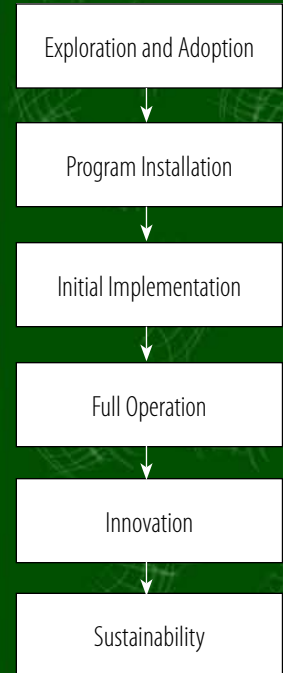 Exploration and Adoption
Program Installation
Initial Implementation
Full Operation
Innovation
Sustainability